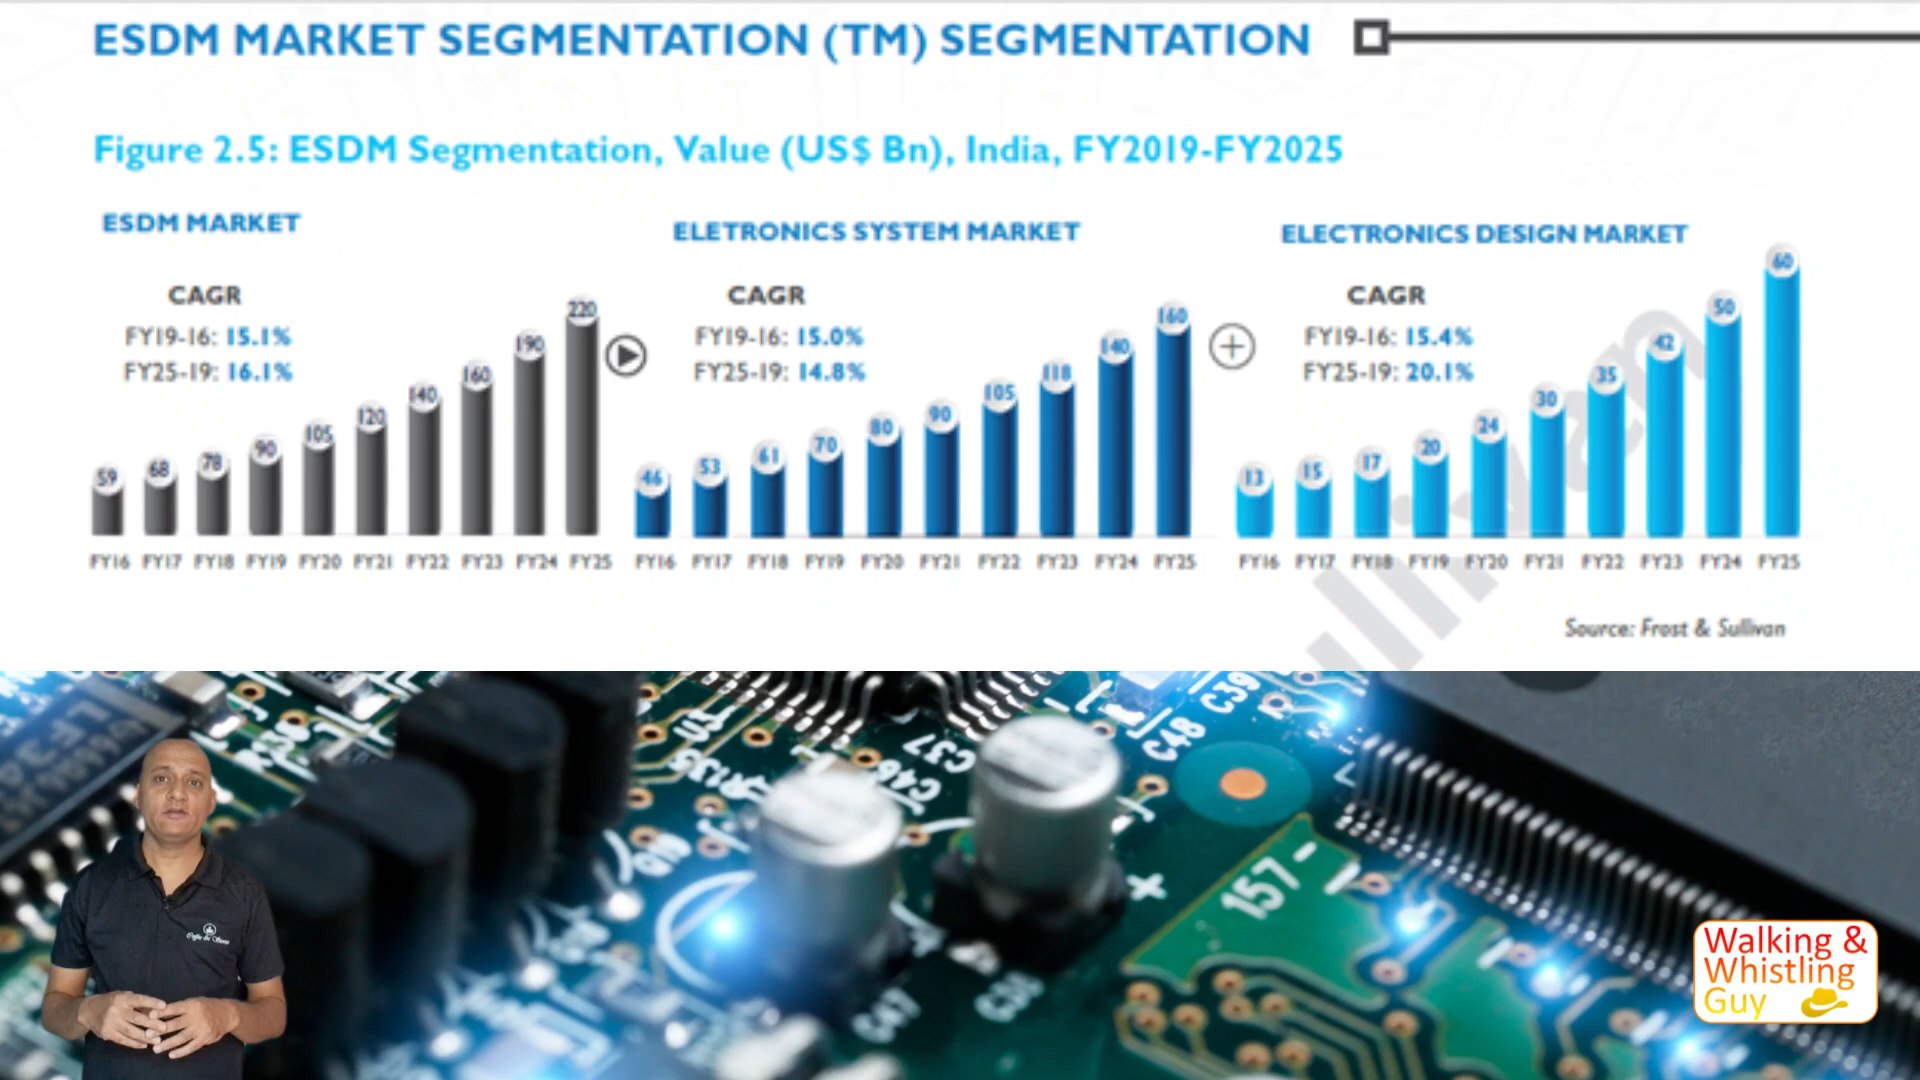 ESDM MARKET SEGMENTATION (TM) SEGMENTATION
Figure 2.5: ESDM Segmentation, Value (US$ Bn), India, FY2019-FY2025
ESDM MARKET
CAGR
FY19-16: 15.1%
FY25-19: 16.1%
59 68 78 90 105 120 140 160 190 220
FY16 FY17 FY18 FY19 FY20 FY21 FY22 FY23 FY24 FY25
ELETRONICS SYSTEM MARKET
CAGR
FY19-16: 15.0%
FY25-19: 14.8%
46 53 61 70 80 90 105 118 140 160
FY16 FY17 FY18 FY19 FY20 FY21 FY22 FY23 FY24 FY25
ELECTRONICS DESIGN MARKET
CAGR
FY19-16: 15.4%
FY25-19: 20.1%
13 15 17 20 24 30 35 42 50 60
FY16 FY17 FY18 FY19 FY20 FY21 FY22 FY23 FY24 FY25
Source: Frost & Sullivan
C39
C48
C37
157-
+
C47
Walking &
Whistling
Guy